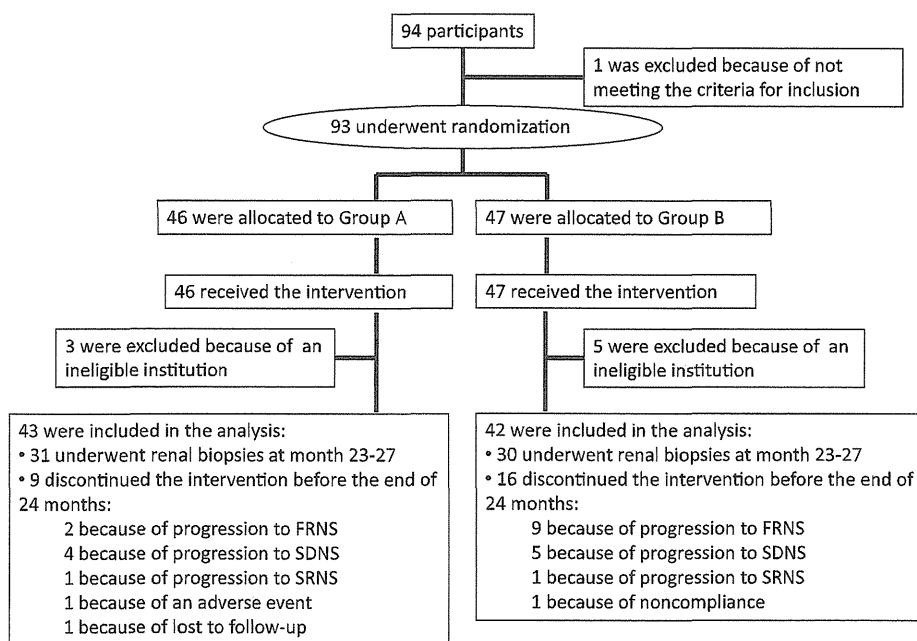 94 participants
1 was excluded because of not
meeting the criteria for inclusion
93 underwent randomization
46 were allocated to Group A
47 were allocated to Group B
46 received the intervention
47 received the intervention
3 were excluded because of an
ineligible institution
5 were excluded because of an
ineligible institution
43 were included in the analysis:
• 31 underwent renal biopsies at month 23-27
• 9 discontinued the intervention before the end of
24 months:
2 because of progression to FRNS
4 because of progression to SDNS
1 because of progression to SRNS
1 because of an adverse event
1 because of lost to follow-up
42 were included in the analysis:
• 30 underwent renal biopsies at month 23-27
• 16 discontinued the intervention before the end of
24 months:
9 because of progression to FRNS
5 because of progression to SDNS
1 because of progression to SRNS
1 because of noncompliance